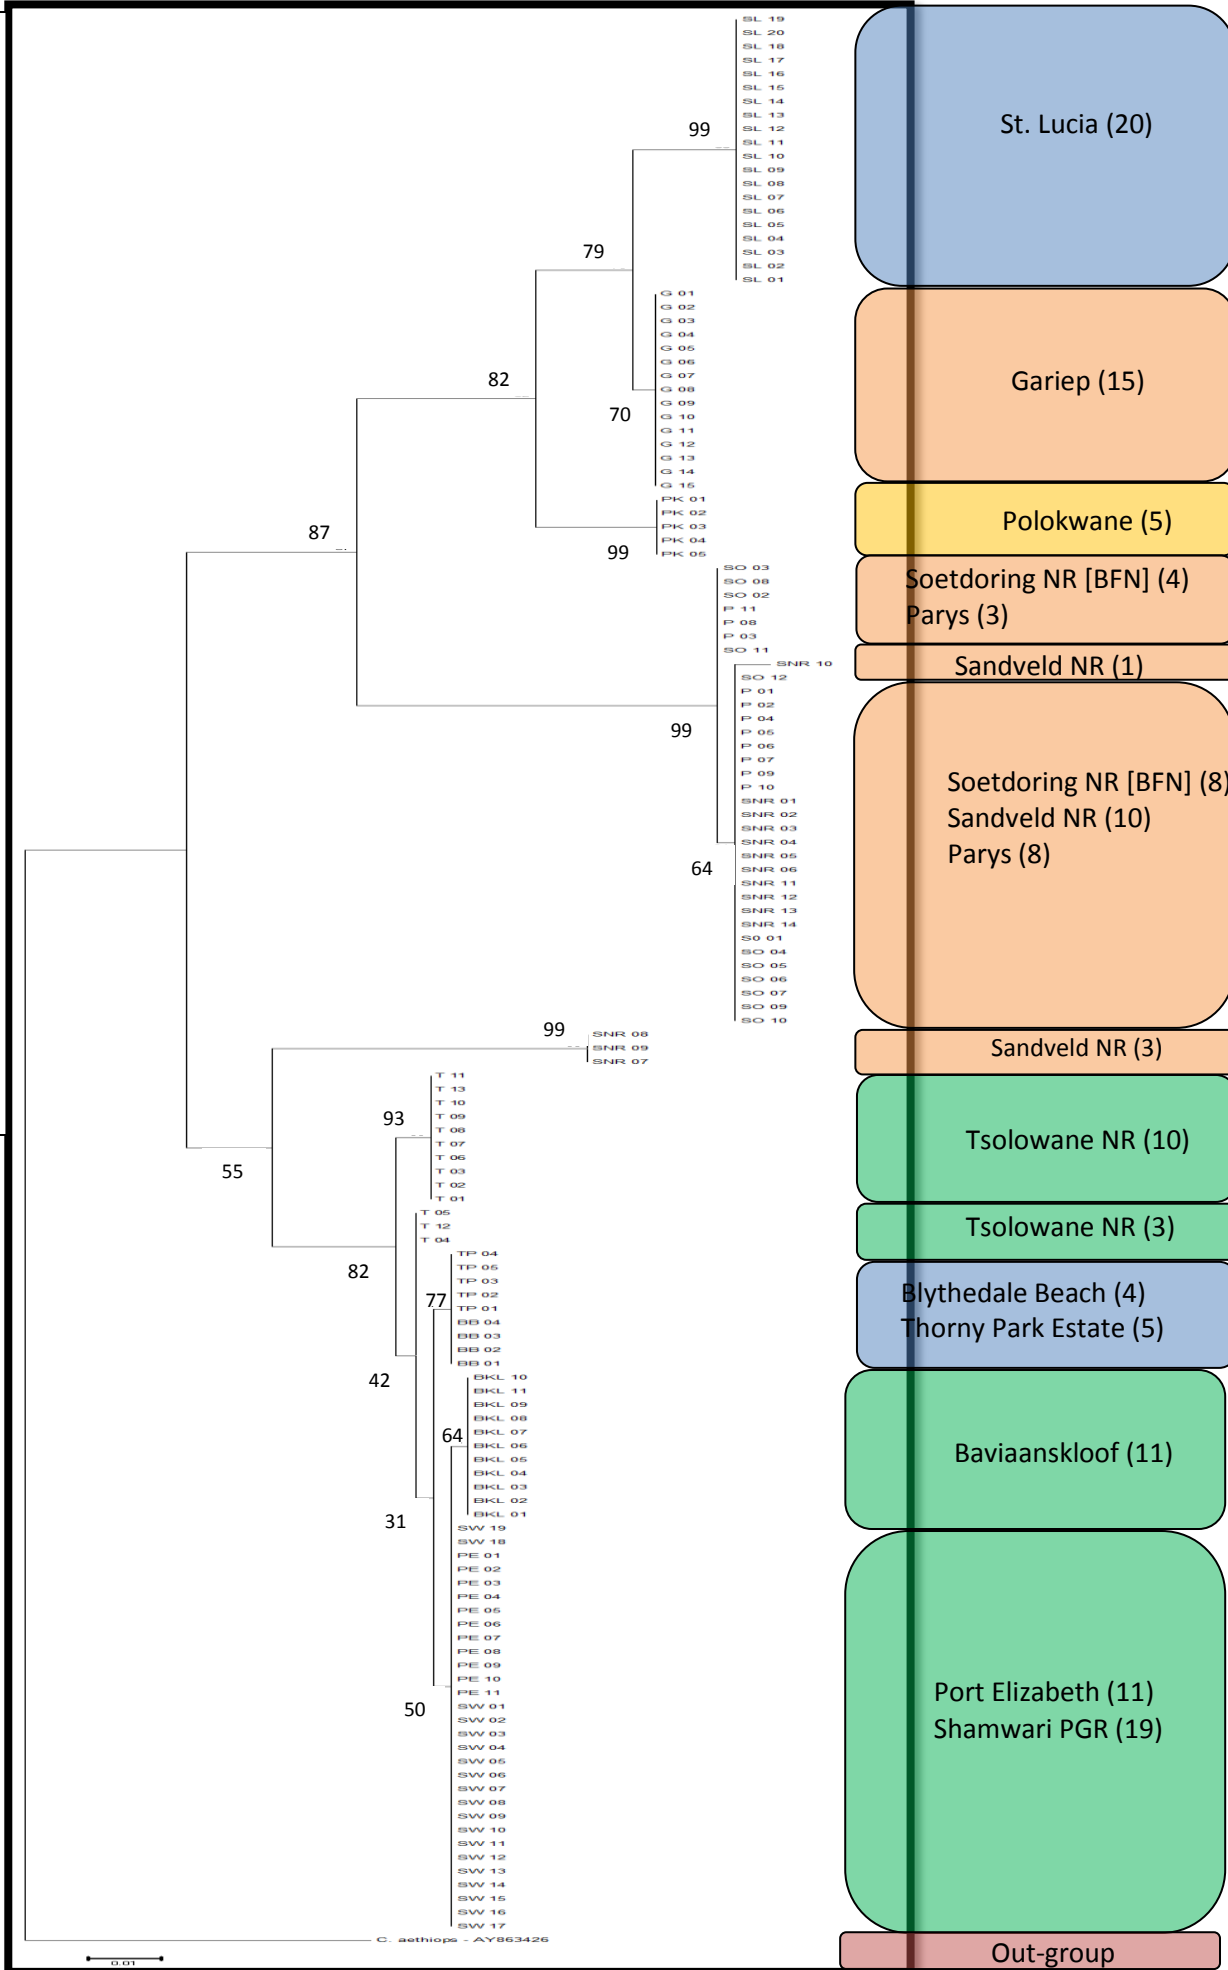 SL 19
SL 20
SL 18
SL 17
SL 16
SL 15
SL 14
SL 13
SL 12
SL 11
SL 10
SL 09
SL 08
SL 07
SL 06
SL 05
SL 04
SL 03
SL 02
SL 01
99
St. Lucia (20)
79
G 01
G 02
G 03
G 04
G 05
G 06
G 07
G 08
G 09
G 10
G 11
G 12
G 13
G 14
G 15
82
70
Gariep (15)
PK 01
PK 02
PK 03
PK 04
PK 05
87
99
Polokwane (5)
SO 03
SO 08
SO 02
P 11
P 08
P 03
SO 11
Soetdoring NR [BFN] (4)
Parys (3)
SNR 10
Sandveld NR (1)
SO 12
P 01
P 02
P 04
P 05
P 06
P 07
P 09
P 10
SNR 01
SNR 02
SNR 03
SNR 04
SNR 05
SNR 06
SNR 11
SNR 12
SNR 13
SNR 14
S0 01
SO 04
SO 05
SO 06
SO 07
SO 09
SO 10
99
64
Soetdoring NR [BFN] (8)
Sandveld NR (10)
Parys (8)
99
SNR 08
SNR 09
SNR 07
Sandveld NR (3)
T 11
T 13
T 10
T 09
T 08
T 07
T 06
T 03
T 02
T 01
93
55
Tsolowane NR (10)
T 05
T 12
T 04
82
Tsolowane NR (3)
TP 04
TP 05
TP 03
TP 02
TP 01
BB 04
BB 03
BB 02
BB 01
77
42
Blythedale Beach (4)
Thorny Park Estate (5)
BKL 10
BKL 11
BKL 09
BKL 08
BKL 07
BKL 06
BKL 05
BKL 04
BKL 03
BKL 02
BKL 01
64
31
Baviaanskloof (11)
SW 19
SW 18
PE 01
PE 02
PE 03
PE 04
PE 05
PE 06
PE 07
PE 08
PE 09
PE 10
PE 11
SW 01
SW 02
SW 03
SW 04
SW 05
SW 06
SW 07
SW 08
SW 09
SW 10
SW 11
SW 12
SW 13
SW 14
SW 15
SW 16
SW 17
50
Port Elizabeth (11)
Shamwari PGR (19)
C. aethiops - AY863426
Out-group
0.01